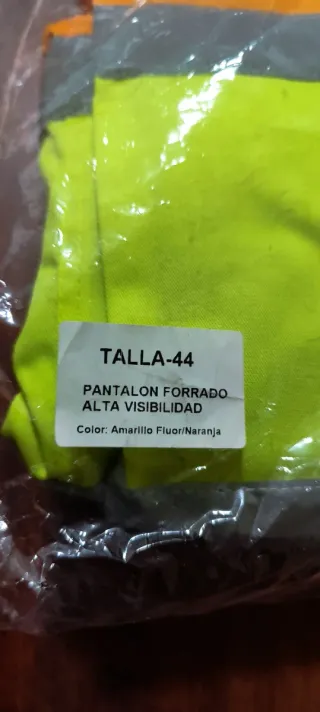 TALLA-44
PANTALON FORRADO
ALTA VISIBILIDAD
Color: Amarillo Fluor/Naranja